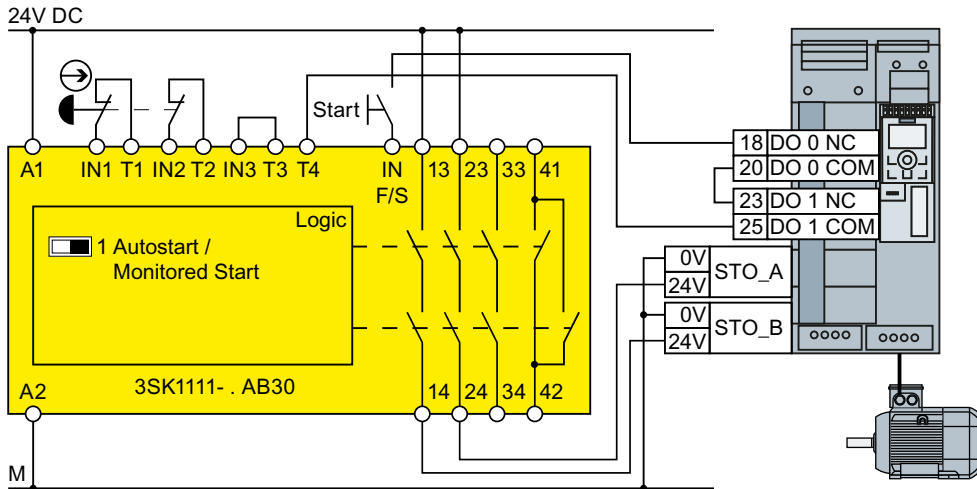 24V DC
Start
18 DO 0 NC
20 DO 0 COM
23 DO 1 NC
25 DO 1 COM
A1 IN1 T1 IN2 T2 IN3 T3 T4 IN F/S 13 23 33 41
Logic
1 Autostart /
Monitored Start
0V
24V
STO_A
0V
24V
STO_B
A2 3SK1111- . AB30 14 24 34 42
M